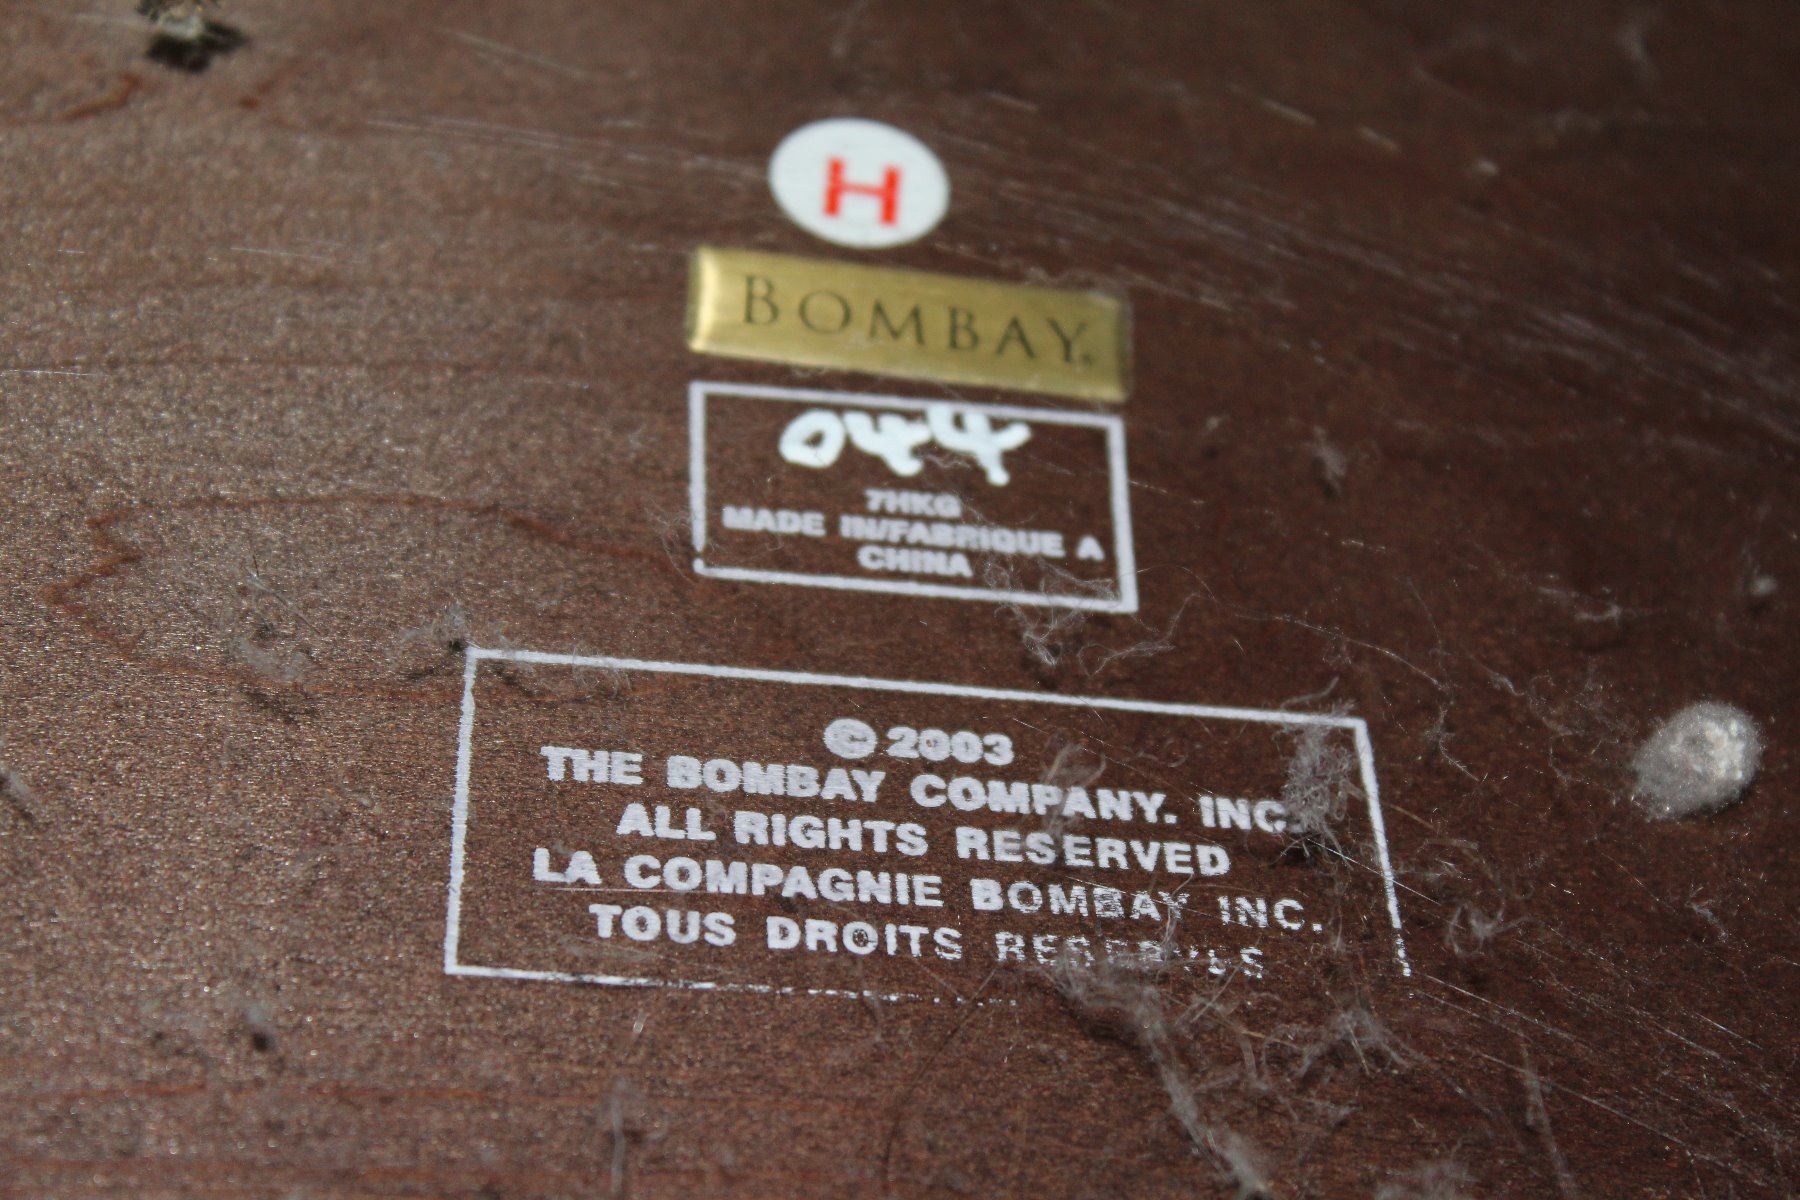 H
BOMBAY®
044
7HKG
MADE IN/FABRIQUE A
CHINA
© 2003
THE BOMBAY COMPANY. INC.
ALL RIGHTS RESERVED
LA COMPAGNIE BOMBAY INC.
TOUS DROITS RESERVES